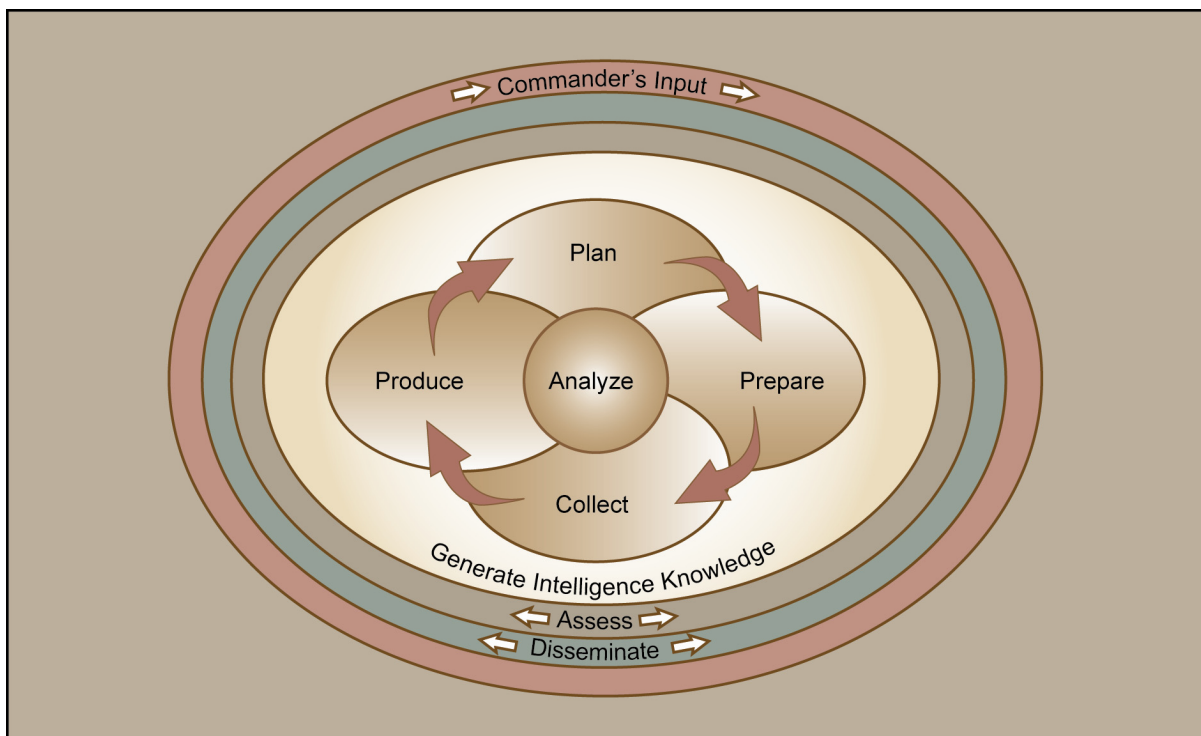 Commander’s Input
Plan
Produce
Analyze
Prepare
Collect
Generate Intelligence Knowledge
Assess
Disseminate